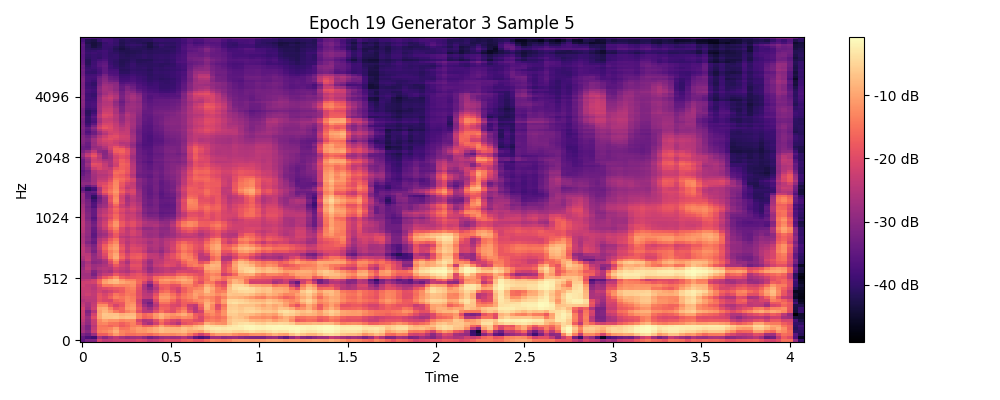 Epoch 19 Generator 3 Sample 5
Hz
4096
2048
1024
512
0
0 0.5 1 1.5 2 2.5 3 3.5 4
Time
-10 dB
-20 dB
-30 dB
-40 dB